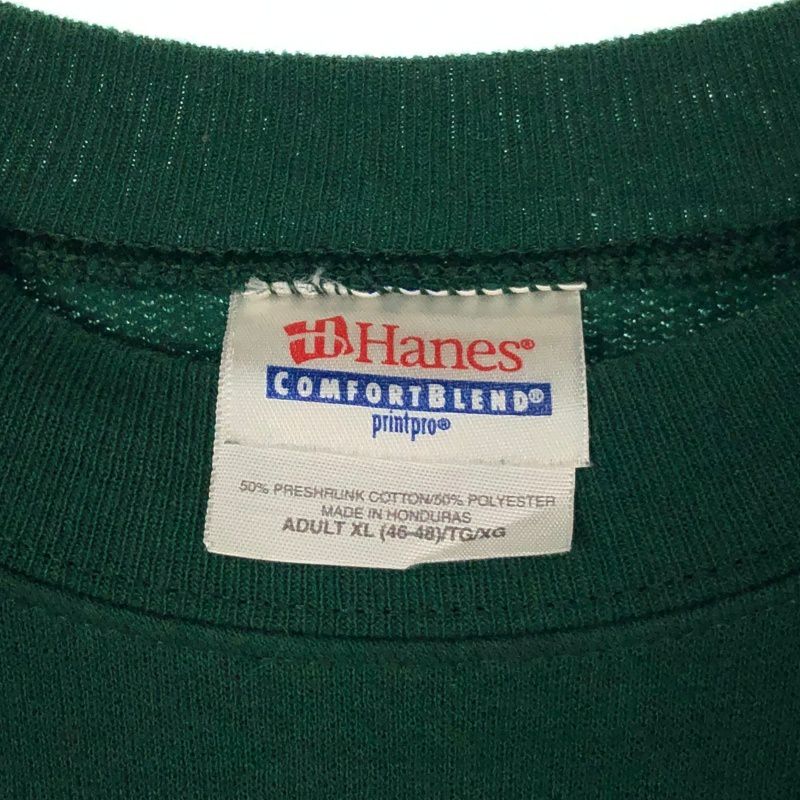 Hanes®
COMFORTBLEND®
printpro®
50% PRESHRUNK COTTON/50% POLYESTER
MADE IN HONDURAS
ADULT XL (46-48)/TG/XG